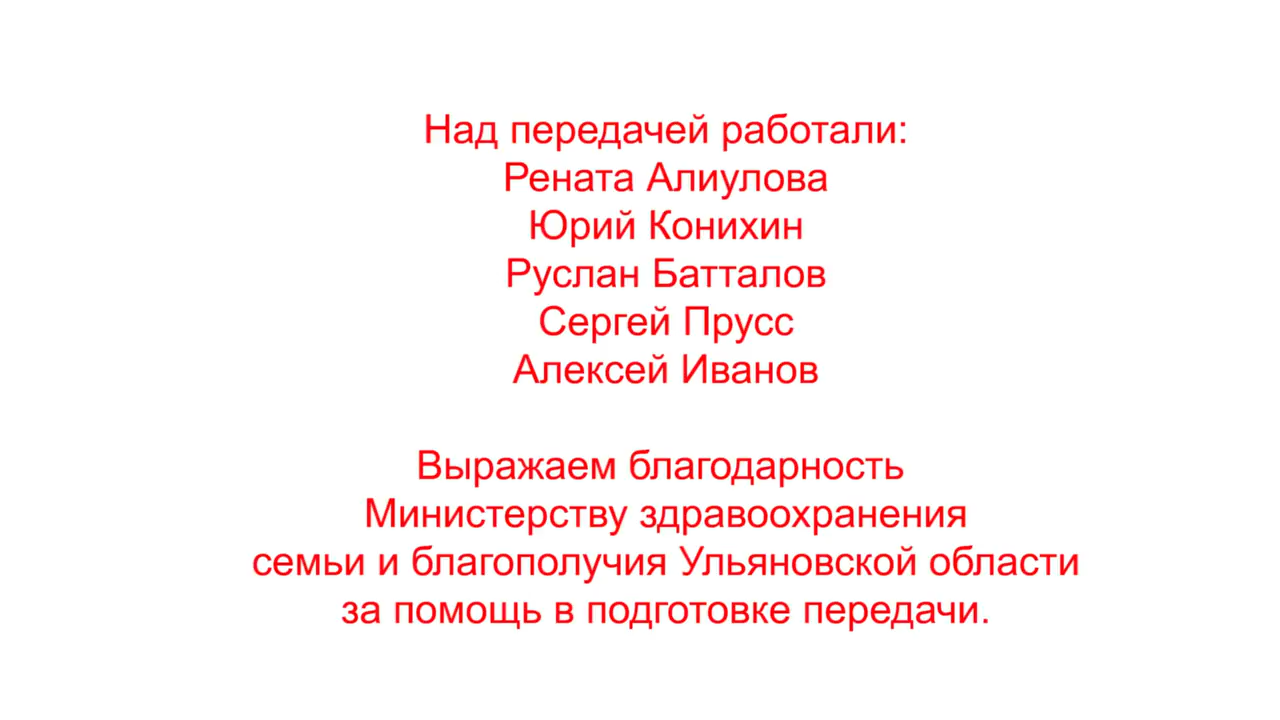 Над передачей работали:
Рената Алиулова
Юрий Конихин
Руслан Батталов
Сергей Прусс
Алексей Иванов
Выражаем благодарность
Министерству здравоохранения
семьи и благополучия Ульяновской области
за помощь в подготовке передачи.